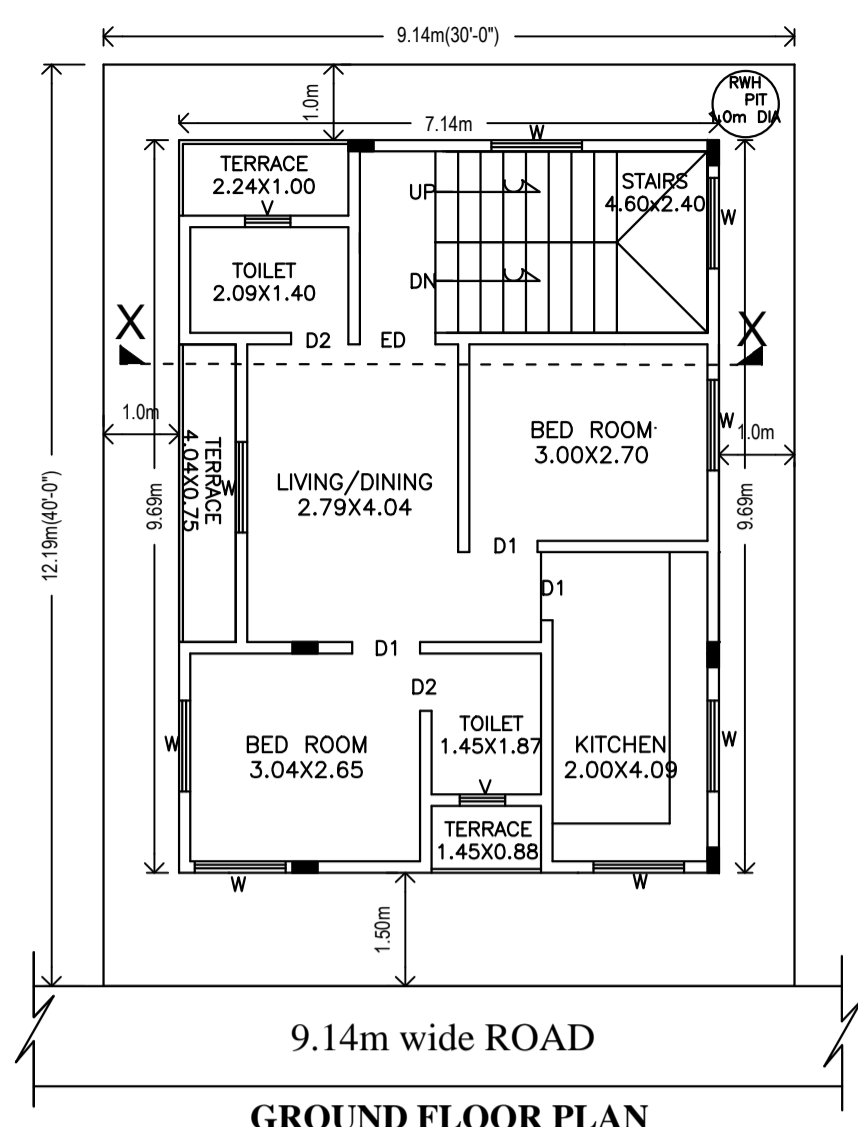 9.14m(30'-0")
RWH
PIT
1.0m DIA
1.0m
7.14m
W
TERRACE
2.24X1.00
V
UP
STAIRS
4.60x2.40
W
TOILET
2.09X1.40
DN
X
D2
ED
X
1.0m
TERRACE
4.04X0.75
W
BED ROOM
3.00X2.70
W
1.0m
LIVING/DINING
2.79X4.04
12.19m(40'-0")
9.69m
9.69m
D1
D1
D1
D2
W
BED ROOM
3.04X2.65
TOILET
1.45X1.87
V
KITCHEN
2.00X4.09
W
TERRACE
1.45X0.88
W
W
1.50m
9.14m wide ROAD
GROUND FLOOR PLAN